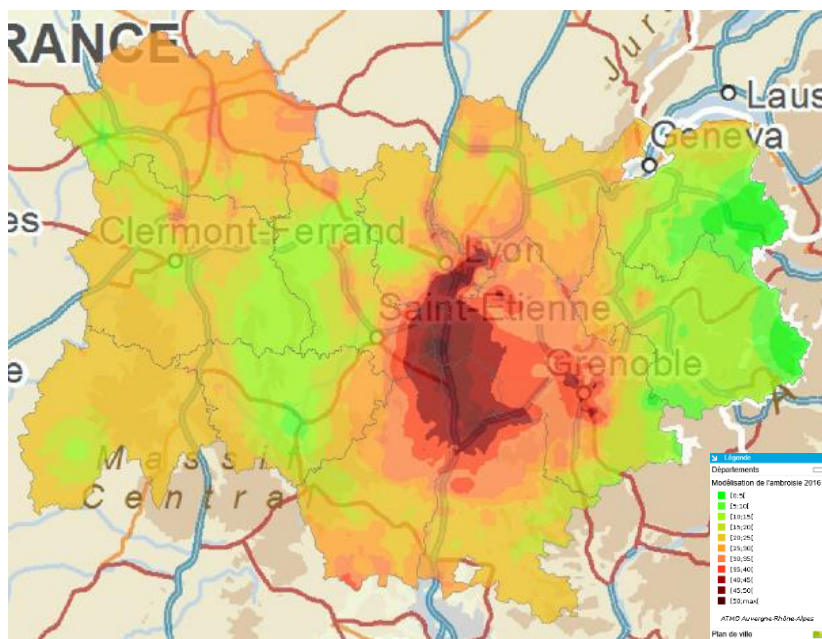 RANCE
Jura
Laus
Geneva
es
Clermont-Ferrand
Lyon
Saint-Etienne
e
Grenoble
A
Massif
Central
Légende
Départements
Modélisation de l'ambroisie 2016
[0;5[
[5;10[
[10;15[
[15;20[
[20;25[
[25;30[
[30;35[
[35;40[
[40;45[
[45;50[
[50;max[
ATMO Auvergne-Rhône-Alpes
Plan de ville